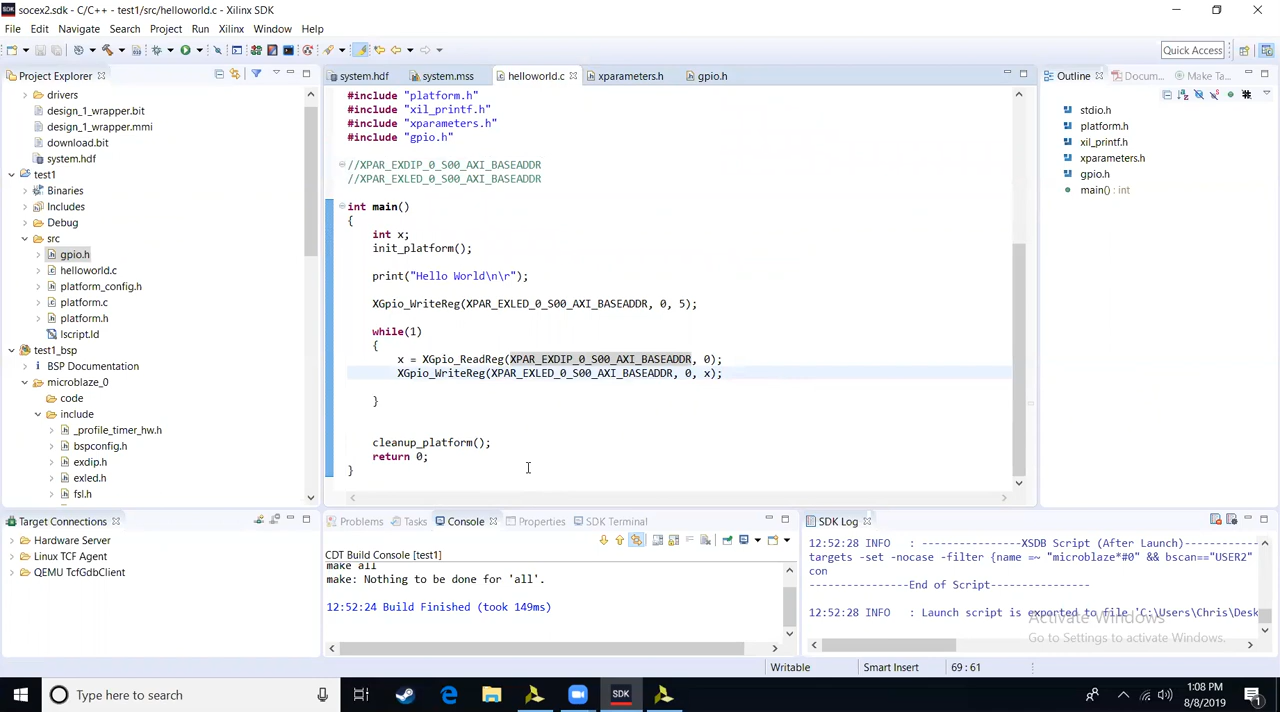 socex2.sdk - C/C++ - test1/src/helloworld.c - Xilinx SDK
File Edit Navigate Search Project Run Xilinx Window Help
Quick Access
Project Explorer
drivers
design_1_wrapper.bit
design_1_wrapper.mmi
download.bit
system.hdf
test1
Binaries
Includes
Debug
src
gpio.h
helloworld.c
platform_config.h
platform.c
platform.h
lscript.ld
test1_bsp
BSP Documentation
microblaze_0
code
include
_profile_timer_hw.h
bspconfig.h
exdip.h
exled.h
fsl.h
system.hdf system.mss helloworld.c xparameters.h gpio.h
#include "platform.h"
#include "xil_printf.h"
#include "xparameters.h"
#include "gpio.h"
//XPAR_EXDIP_0_S00_AXI_BASEADDR
//XPAR_EXLED_0_S00_AXI_BASEADDR
int main()
{
int x;
init_platform();
print("Hello World\n\r");
XGpio_WriteReg(XPAR_EXLED_0_S00_AXI_BASEADDR, 0, 5);
while(1)
{
x = XGpio_ReadReg(XPAR_EXDIP_0_S00_AXI_BASEADDR, 0);
XGpio_WriteReg(XPAR_EXLED_0_S00_AXI_BASEADDR, 0, x);
}
cleanup_platform();
return 0;
}
Outline Docum... Make Ta...
stdio.h
platform.h
xil_printf.h
xparameters.h
gpio.h
main() : int
Target Connections
Hardware Server
Linux TCF Agent
QEMU TcfGdbClient
Problems Tasks Console Properties SDK Terminal
CDT Build Console [test1]
make all
make: Nothing to be done for 'all'.
12:52:24 Build Finished (took 149ms)
SDK Log
12:52:28 INFO : ---------------XSDB Script (After Launch)------------
targets -set -nocase -filter {name =~ "microblaze*#0" && bscan=="USER2"
con
----------------End of Script----------------
12:52:28 INFO : Launch script is exported to file 'C:\Users\Chris\Desk
Activate Windows
Go to Settings to activate Windows.
Writable Smart Insert 69 : 61
Type here to search
SDK
1:08 PM
8/8/2019
1